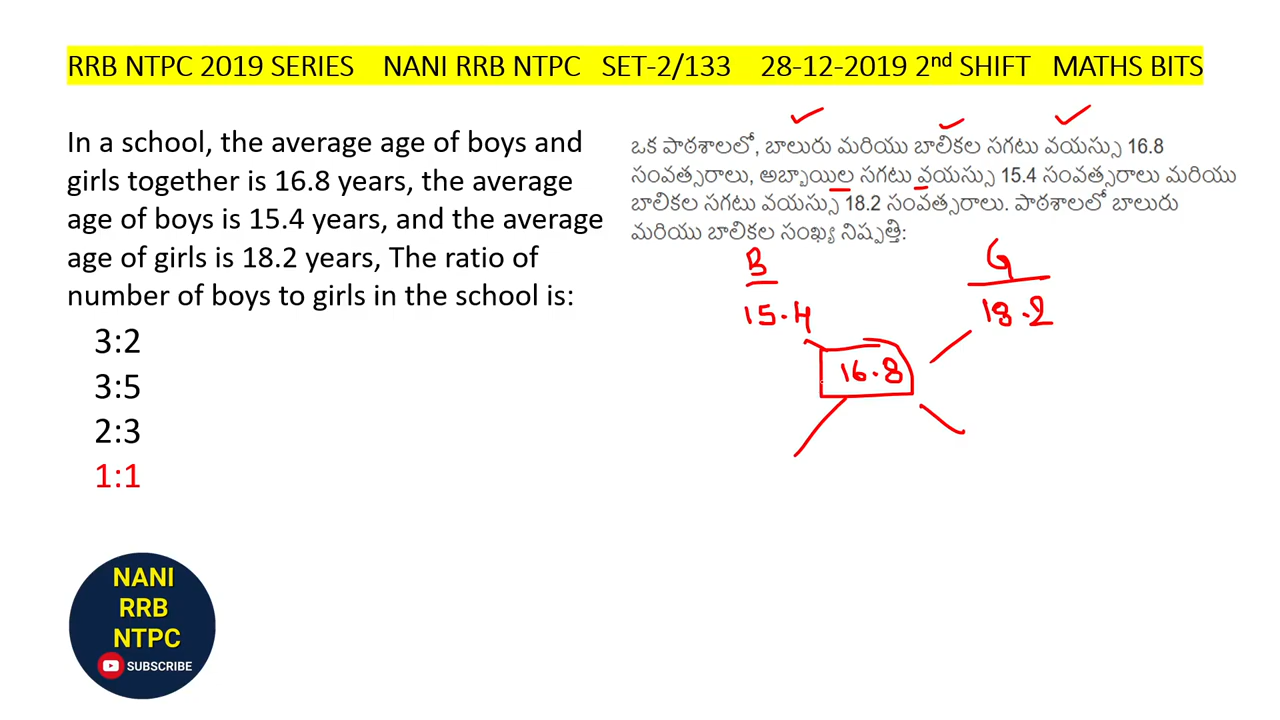 RRB NTPC 2019 SERIES NANI RRB NTPC SET-2/133 28-12-2019 2nd SHIFT MATHS BITS
In a school, the average age of boys and
girls together is 16.8 years, the average
age of boys is 15.4 years, and the average
age of girls is 18.2 years, The ratio of
number of boys to girls in the school is:
3:2
3:5
2:3
1:1
ఒక పాఠశాలలో, బాలురు మరియు బాలికల సగటు వయస్సు 16.8
సంవత్సరాలు, అబ్బాయిల సగటు వయస్సు 15.4 సంవత్సరాలు మరియు
బాలికల సగటు వయస్సు 18.2 సంవత్సరాలు. పాఠశాలలో బాలురు
మరియు బాలికల సంఖ్య నిష్పత్తి:
B G
15.4 18.2
16.8
NANI
RRB
NTPC
SUBSCRIBE